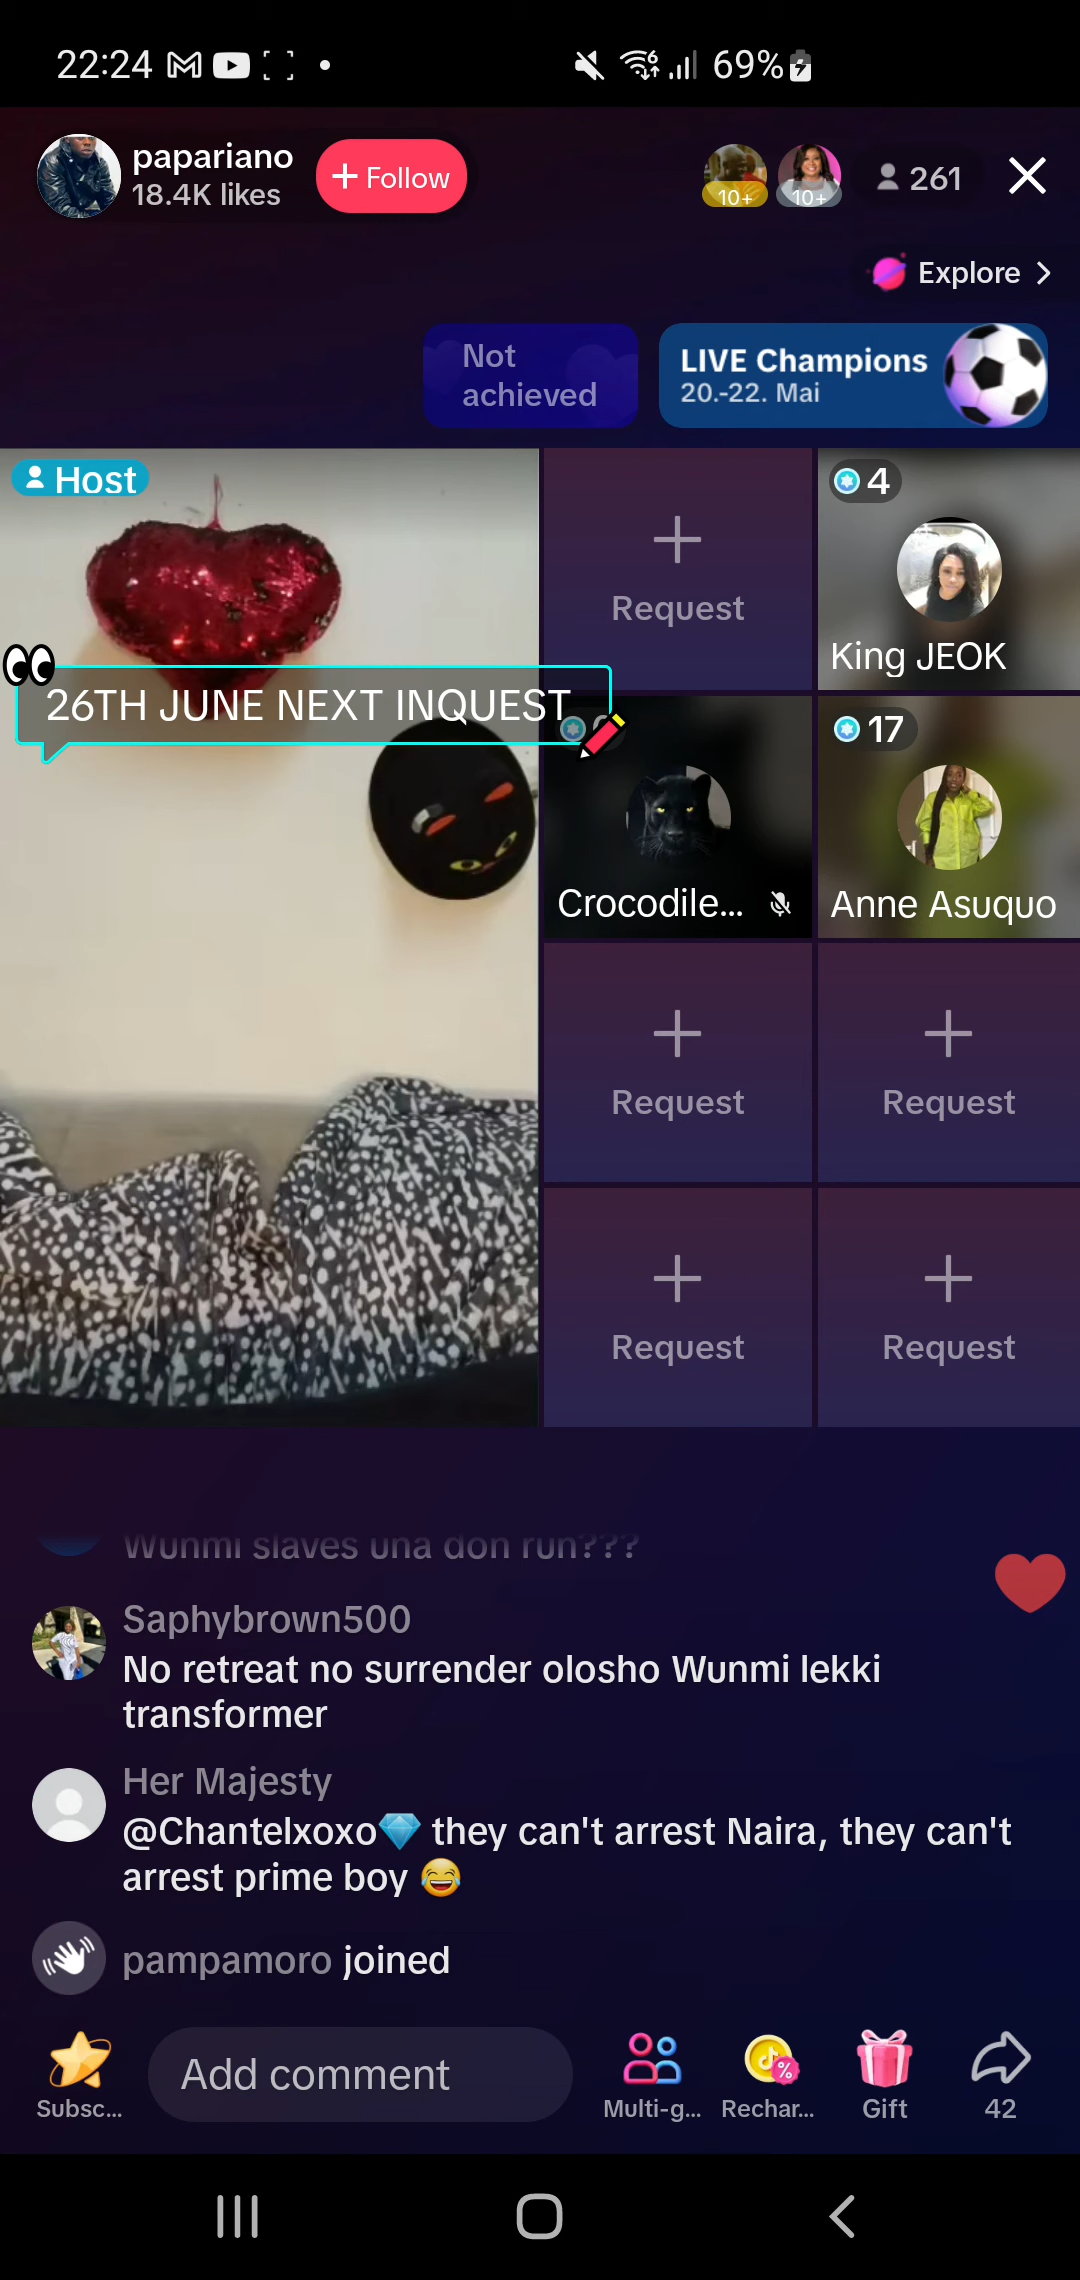 22:24
69%
papariano
18.4K likes
+ Follow
10+
10+
261
Explore
Not
achieved
LIVE Champions
20.-22. Mai
Host
Request
4
King JEOK
26TH JUNE NEXT INQUEST
Crocodile...
17
Anne Asuquo
Request
Request
Request
Request
Wunmi slaves una don run???
Saphybrown500
No retreat no surrender olosho Wunmi lekki
transformer
Her Majesty
@Chantelxoxo💎 they can't arrest Naira, they can't
arrest prime boy 😂
pampamoro joined
Subsc...
Add comment
Multi-g...
Rechar...
Gift
42